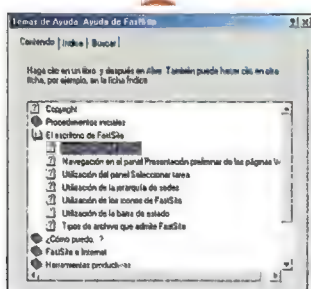 Temas de Ayuda: Ayuda de FastSite
Contenido Indice Buscar
Haga clic en un libro y después en Abrir. También puede hacer clic en otra
ficha, por ejemplo, en la ficha Índice
Copyright
Procedimientos iniciales
El escritorio de FastSite
Navegación en el panel Presentación preliminar de las páginas W
Utilización del panel Seleccionar tarea
Utilización de la jerarquía de sedes
Utilización de los iconos de FastSite
Utilización de la barra de estado
Tipos de archivo que admite FastSite
¿Cómo puedo..?
FastSite e Internet
Herramientas productivas